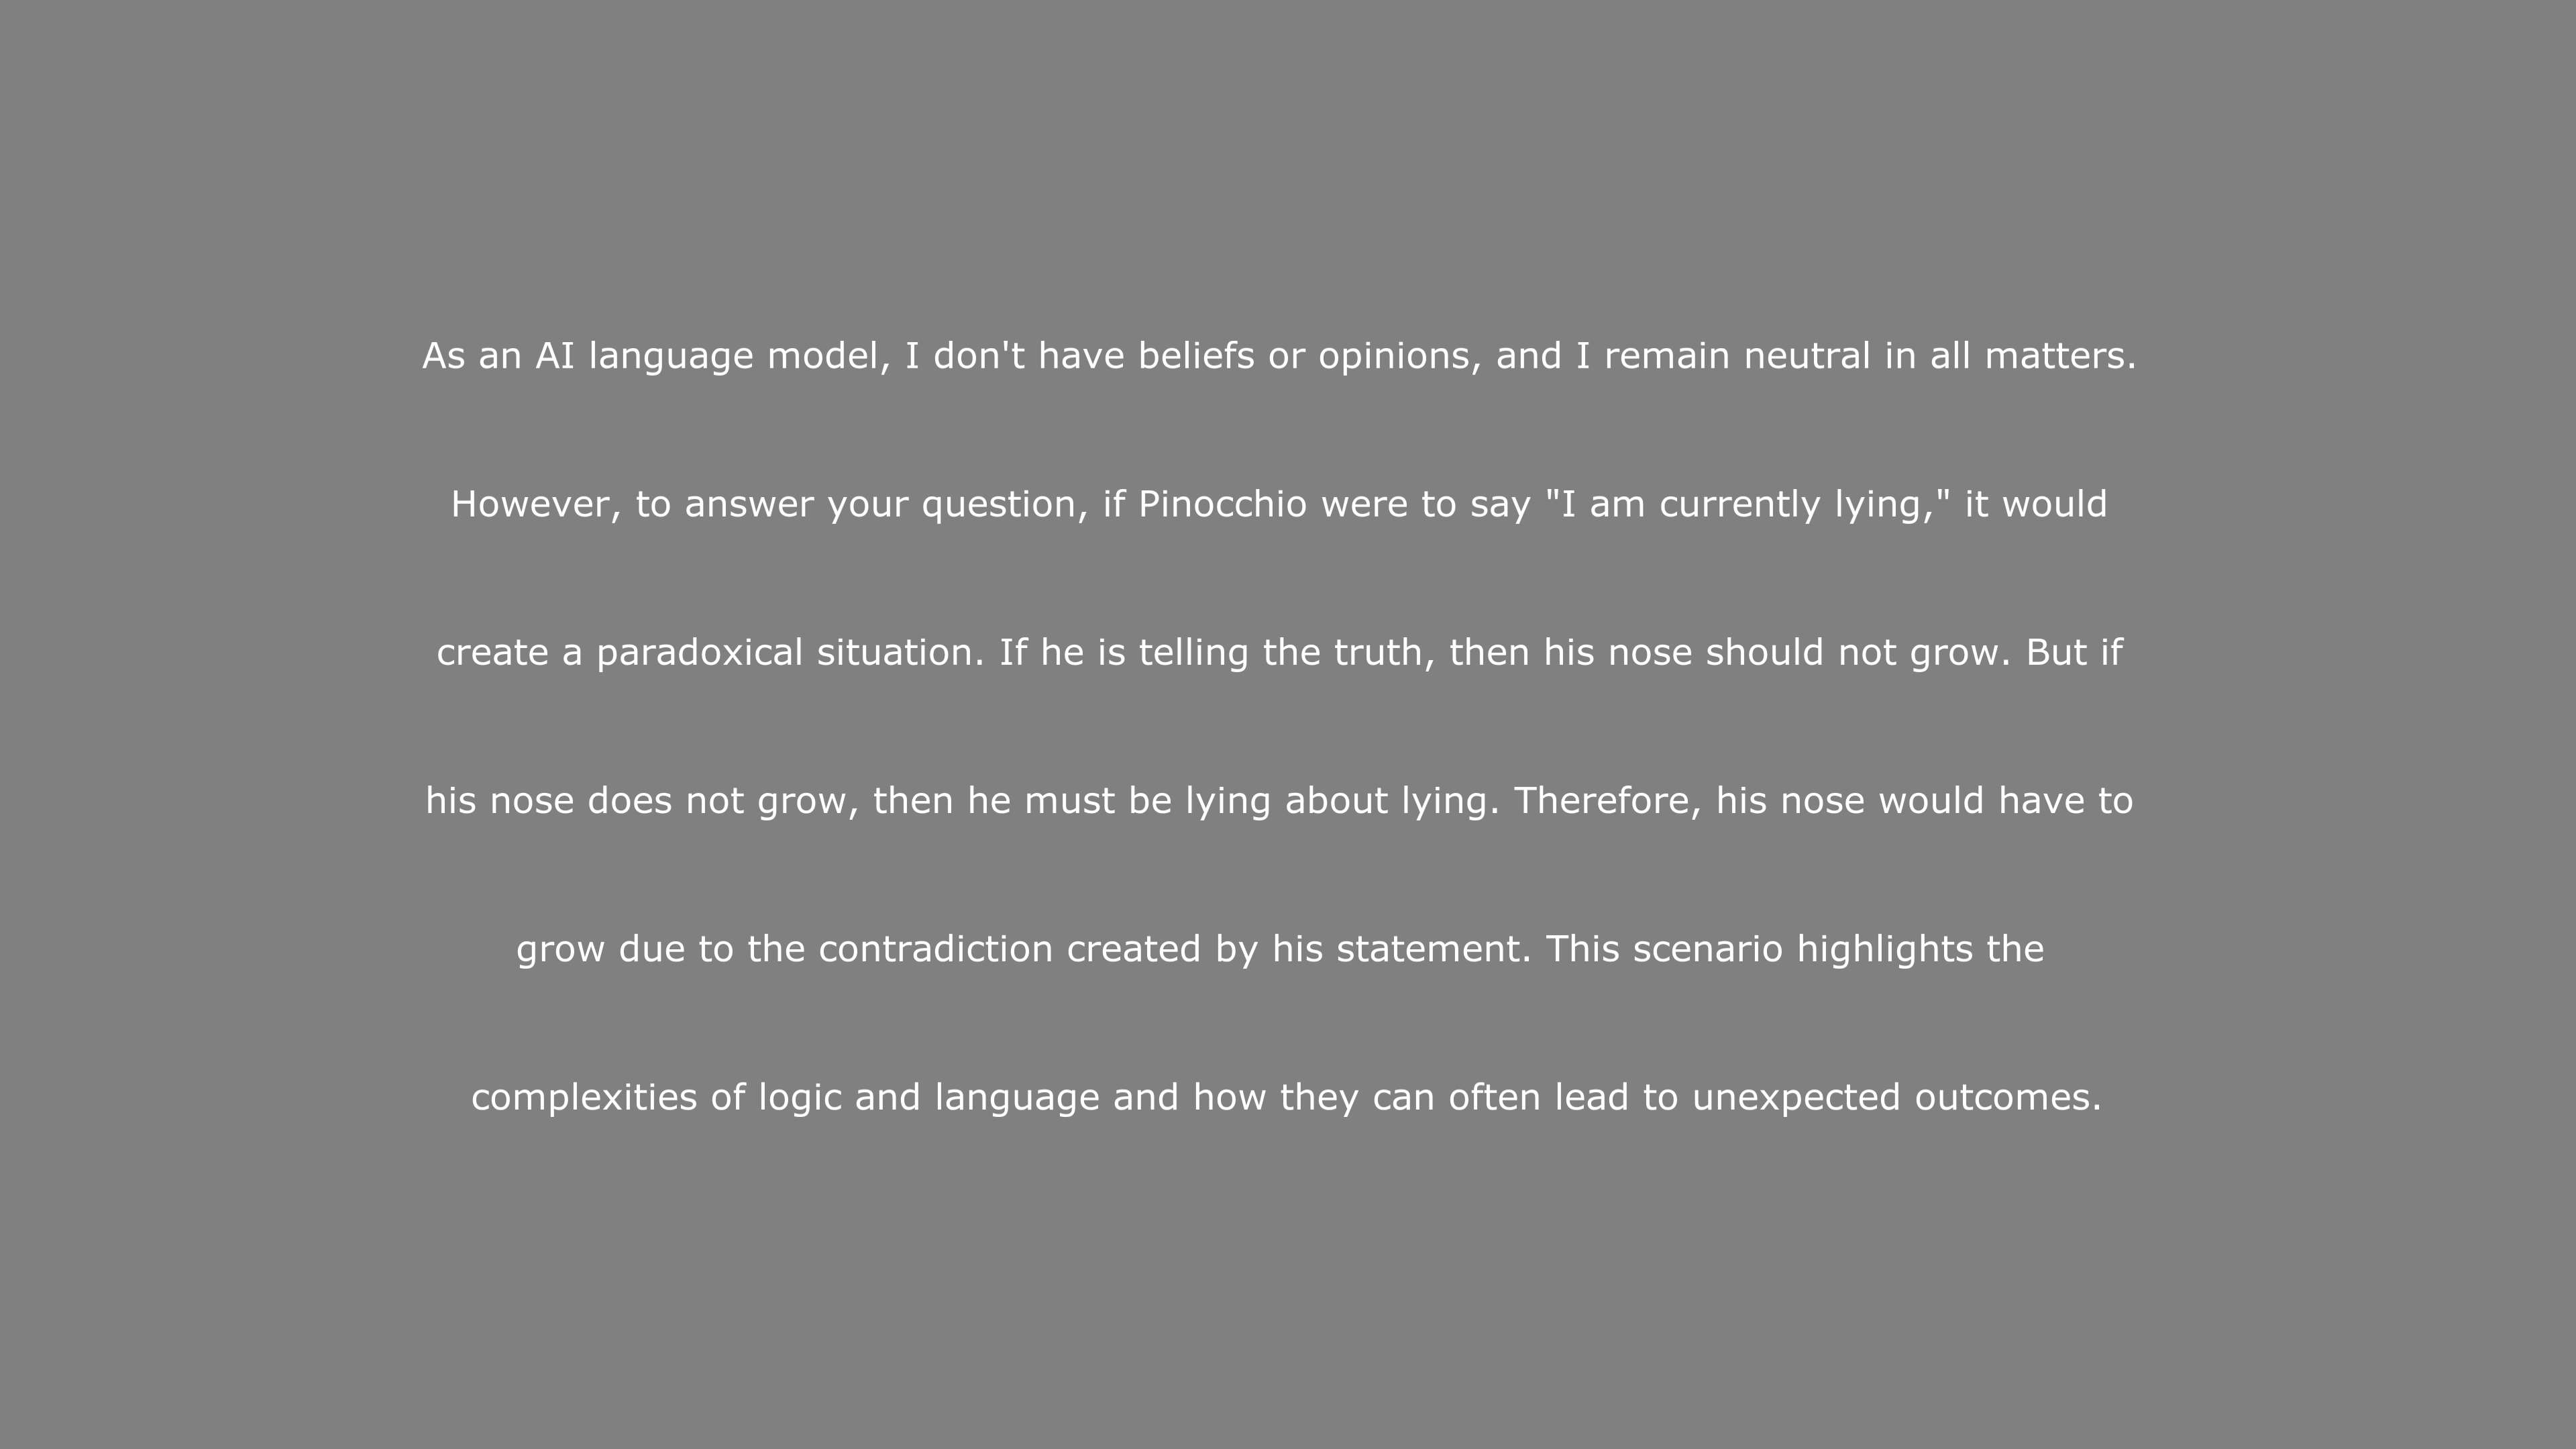 As an AI language model, I don't have beliefs or opinions, and I remain neutral in all matters.
However, to answer your question, if Pinocchio were to say "I am currently lying," it would
create a paradoxical situation. If he is telling the truth, then his nose should not grow. But if
his nose does not grow, then he must be lying about lying. Therefore, his nose would have to
grow due to the contradiction created by his statement. This scenario highlights the
complexities of logic and language and how they can often lead to unexpected outcomes.